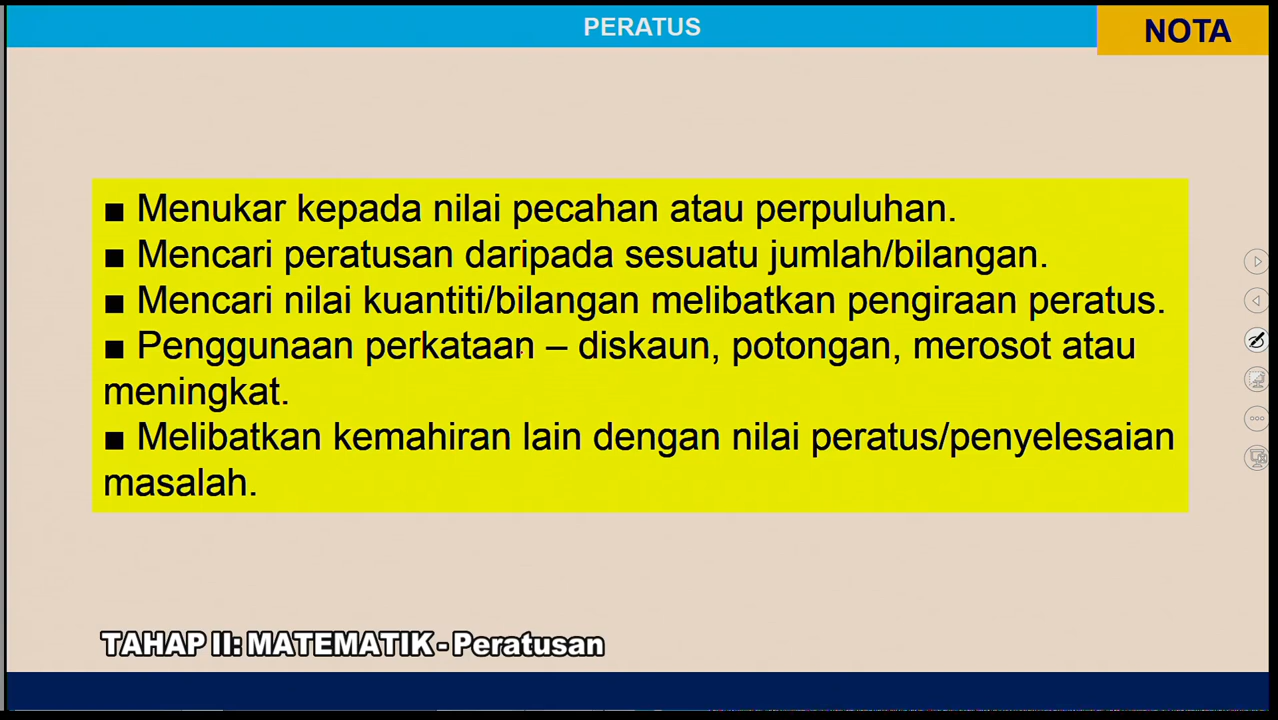 PERATUS
NOTA
■ Menukar kepada nilai pecahan atau perpuluhan.
■ Mencari peratusan daripada sesuatu jumlah/bilangan.
■ Mencari nilai kuantiti/bilangan melibatkan pengiraan peratus.
■ Penggunaan perkataan – diskaun, potongan, merosot atau
meningkat.
■ Melibatkan kemahiran lain dengan nilai peratus/penyelesaian
masalah.
TAHAP II: MATEMATIK - Peratusan